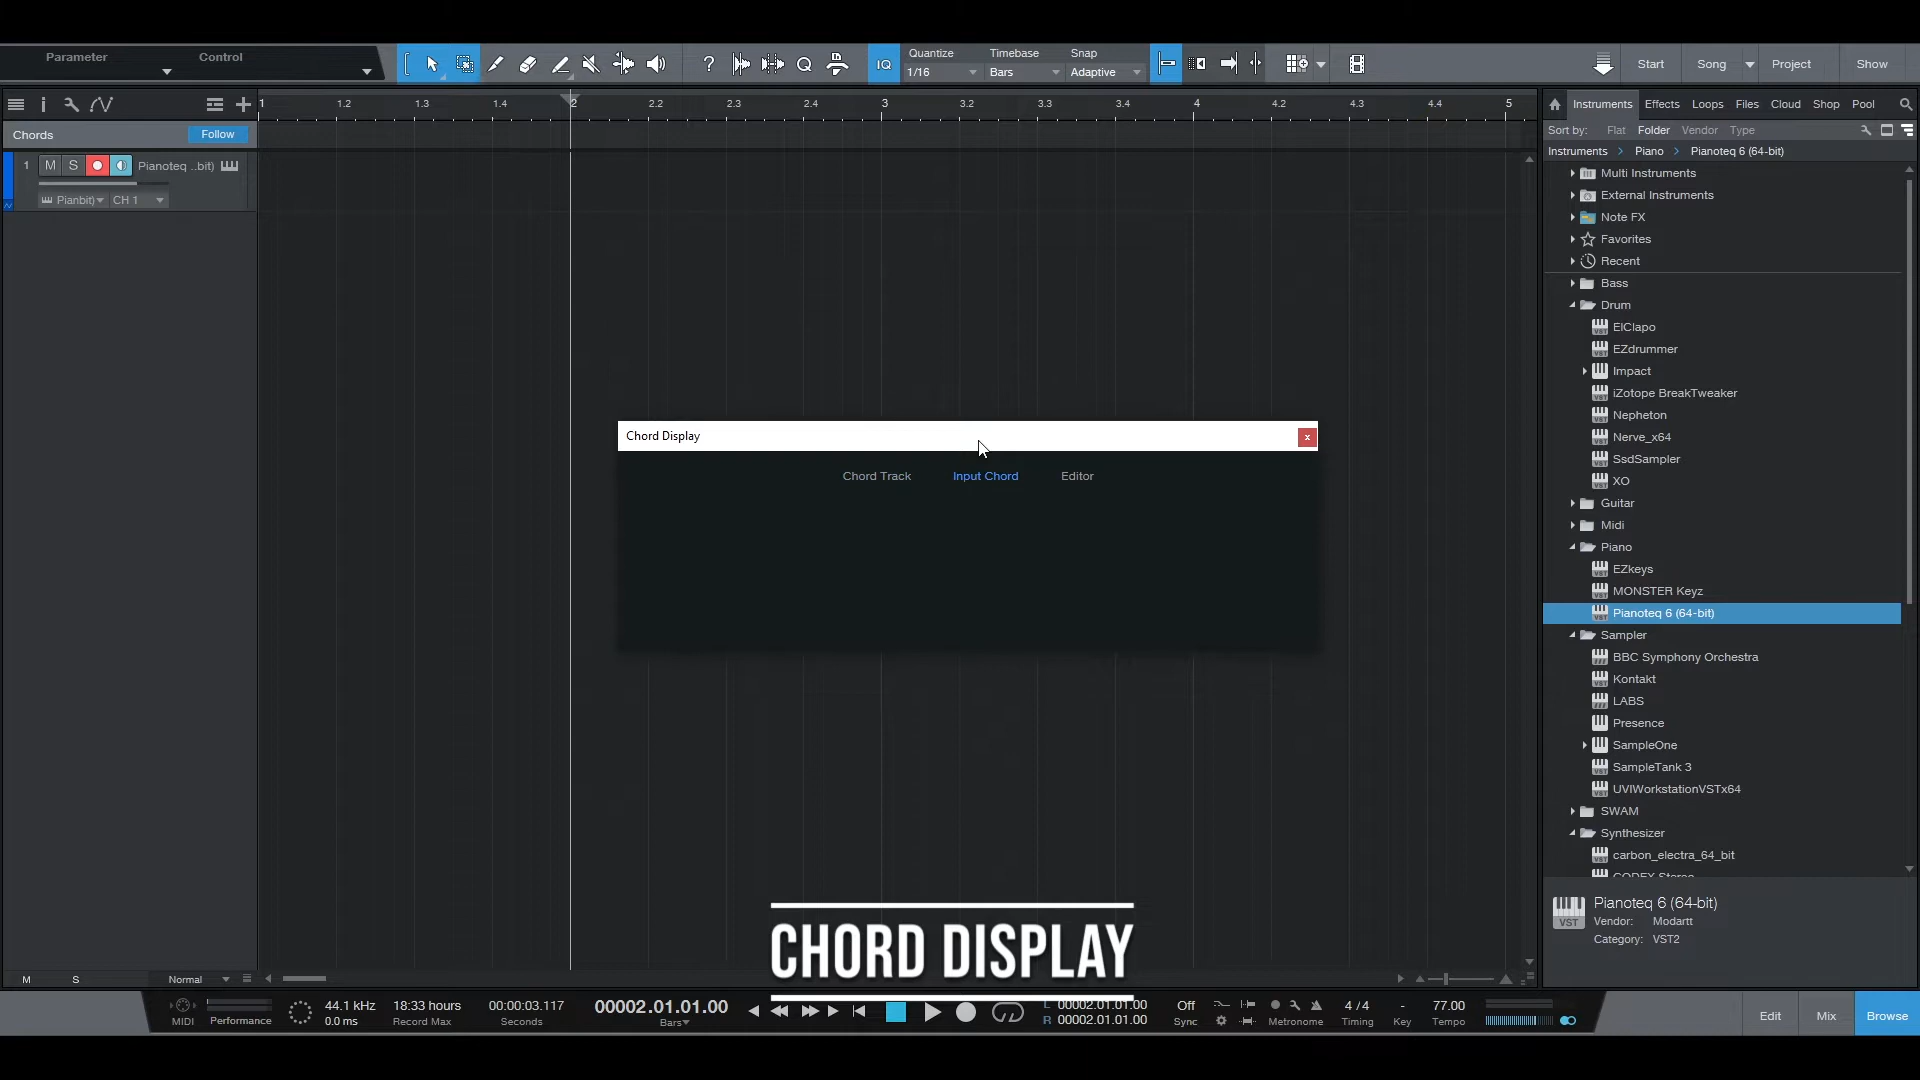 Parameter
Control
Quantize
1/16
Timebase
Bars
Snap
Adaptive
IQ
Start
Song
Project
Show
1 1.2 1.3 1.4 2 2.2 2.3 2.4 3 3.2 3.3 3.4 4 4.2 4.3 4.4 5
Chords
Follow
1 M S Pianoteq ..bit)
Pianbit) CH 1
Chord Display
x
Chord Track Input Chord Editor
CHORD DISPLAY
Instruments Effects Loops Files Cloud Shop Pool
Sort by: Flat Folder Vendor Type
Instruments > Piano > Pianoteq 6 (64-bit)
Multi Instruments
External Instruments
Note FX
Favorites
Recent
Bass
Drum
ElClapo
EZdrummer
Impact
iZotope BreakTweaker
Nepheton
Nerve_x64
SsdSampler
XO
Guitar
Midi
Piano
EZkeys
MONSTER Keyz
Pianoteq 6 (64-bit)
Sampler
BBC Symphony Orchestra
Kontakt
LABS
Presence
SampleOne
SampleTank 3
UVIWorkstationVSTx64
SWAM
Synthesizer
carbon_electra_64_bit
VST
Pianoteq 6 (64-bit)
Vendor: Modartt
Category: VST2
M S Normal
MIDI
Performance
44.1 kHz
0.0 ms
18:33 hours
Record Max
00:00:03.117
Seconds
00002.01.01.00
Bars
L 00002.01.01.00
R 00002.01.01.00
Off
Sync
Metronome
4 / 4
Timing
-
Key
77.00
Tempo
Edit
Mix
Browse